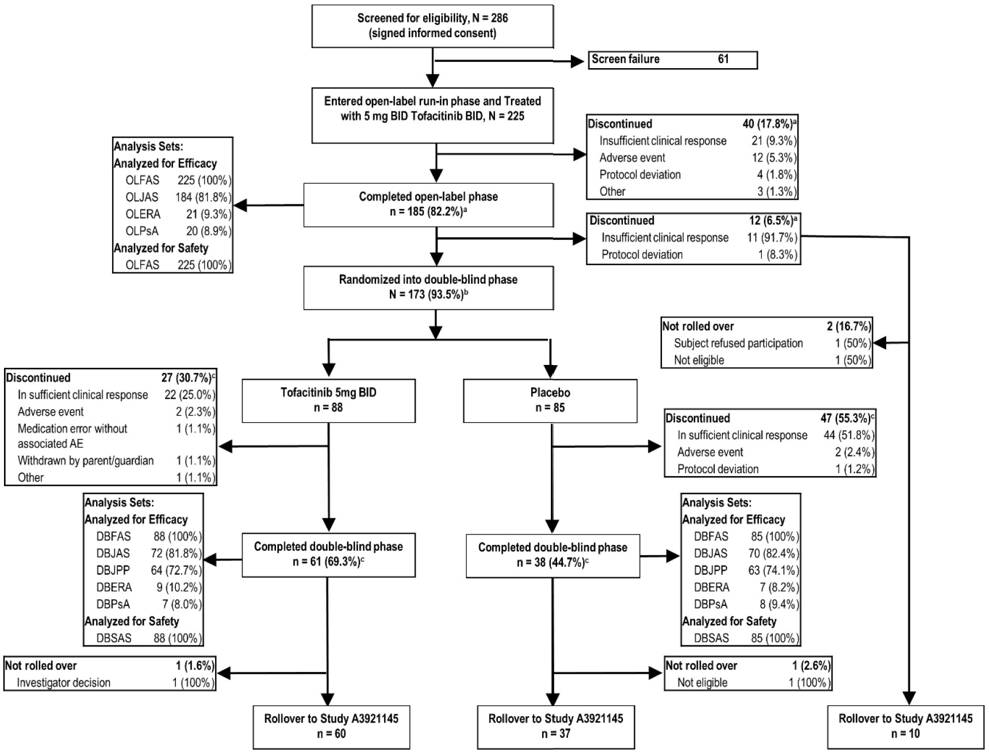 Screened for eligibility, N = 286
(signed informed consent)
Screen failure 61
Entered open-label run-in phase and Treated
with 5 mg BID Tofacitinib BID, N = 225
Discontinued 40 (17.8%)a
Insufficient clinical response 21 (9.3%)
Adverse event 12 (5.3%)
Protocol deviation 4 (1.8%)
Other 3 (1.3%)
Analysis Sets:
Analyzed for Efficacy
OLFAS 225 (100%)
OLJAS 184 (81.8%)
OLERA 21 (9.3%)
OLPsA 20 (8.9%)
Analyzed for Safety
OLFAS 225 (100%)
Completed open-label phase
n = 185 (82.2%)a
Discontinued 12 (6.5%)a
Insufficient clinical response 11 (91.7%)
Protocol deviation 1 (8.3%)
Randomized into double-blind phase
N = 173 (93.5%)b
Not rolled over 2 (16.7%)
Subject refused participation 1 (50%)
Not eligible 1 (50%)
Tofacitinib 5mg BID
n = 88
Placebo
n = 85
Discontinued 27 (30.7%)c
In sufficient clinical response 22 (25.0%)
Adverse event 2 (2.3%)
Medication error without 1 (1.1%)
associated AE
Withdrawn by parent/guardian 1 (1.1%)
Other 1 (1.1%)
Discontinued 47 (55.3%)c
In sufficient clinical response 44 (51.8%)
Adverse event 2 (2.4%)
Protocol deviation 1 (1.2%)
Analysis Sets:
Analyzed for Efficacy
DBFAS 88 (100%)
DBJAS 72 (81.8%)
DBJPP 64 (72.7%)
DBERA 9 (10.2%)
DBPsA 7 (8.0%)
Analyzed for Safety
DBSAS 88 (100%)
Completed double-blind phase
n = 61 (69.3%)c
Completed double-blind phase
n = 38 (44.7%)c
Analysis Sets:
Analyzed for Efficacy
DBFAS 85 (100%)
DBJAS 70 (82.4%)
DBJPP 63 (74.1%)
DBERA 7 (8.2%)
DBPsA 8 (9.4%)
Analyzed for Safety
DBSAS 85 (100%)
Not rolled over 1 (1.6%)
Investigator decision 1 (100%)
Not rolled over 1 (2.6%)
Not eligible 1 (100%)
Rollover to Study A3921145
n = 60
Rollover to Study A3921145
n = 37
Rollover to Study A3921145
n = 10